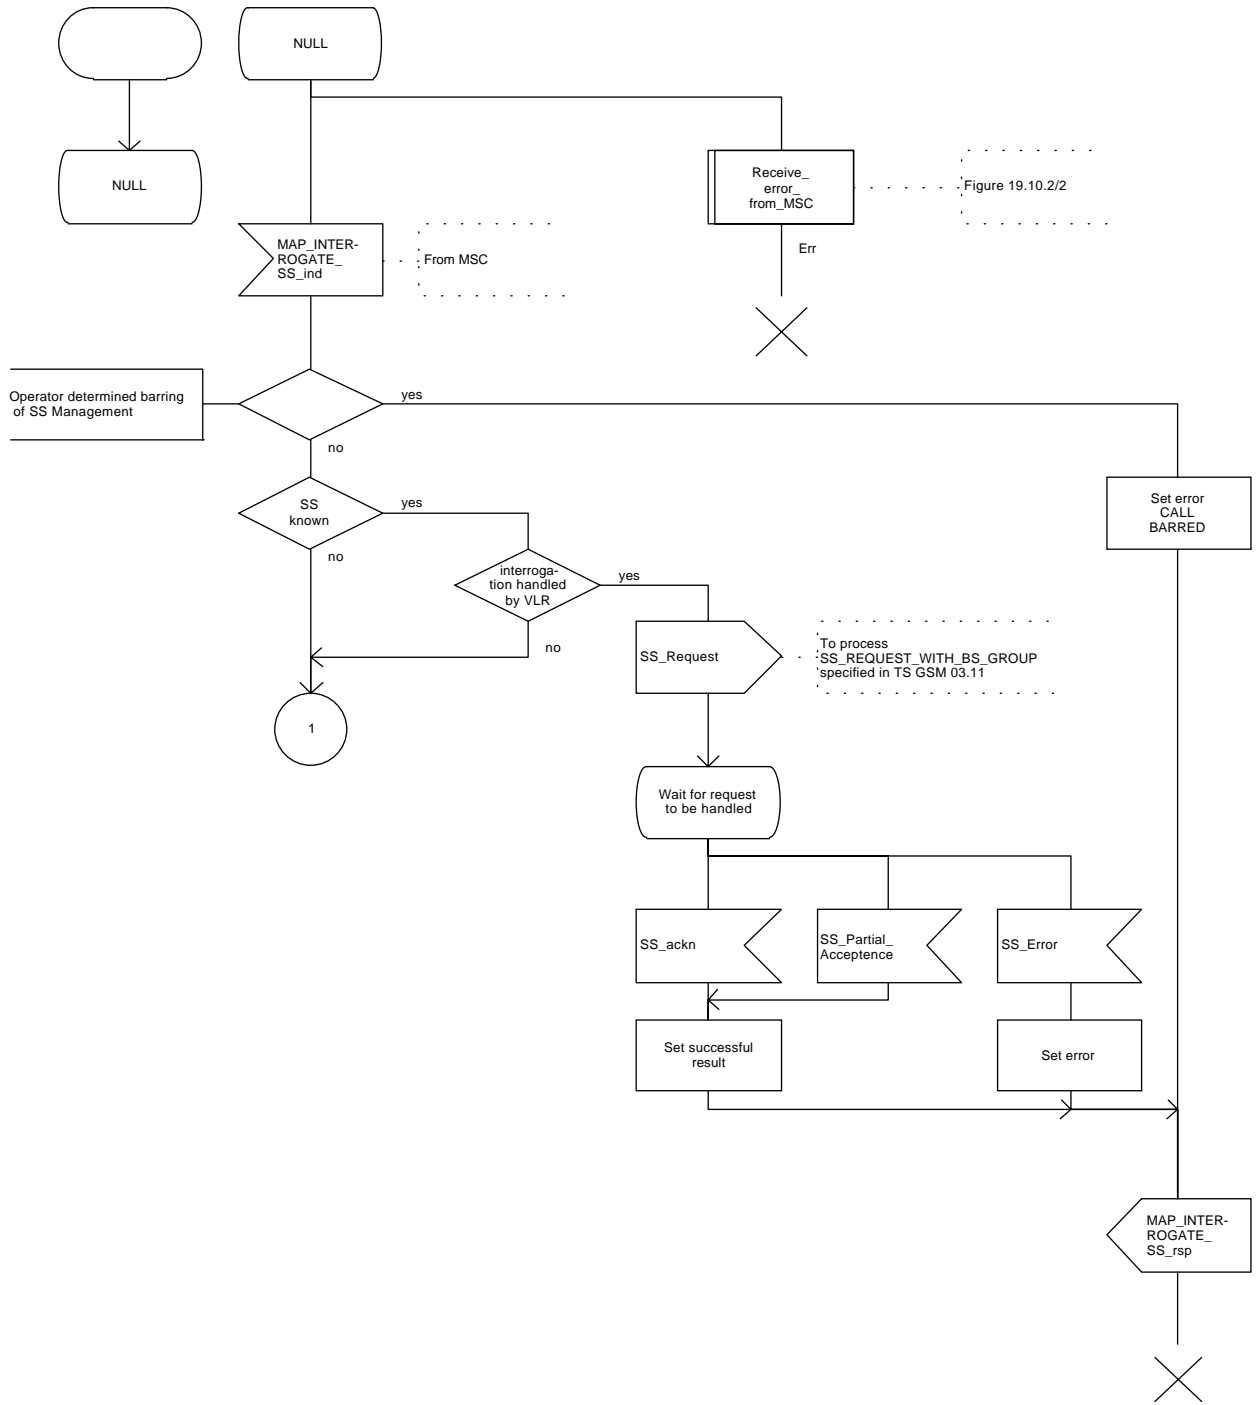 NULL
NULL
Receive_
error_
from_MSC
Figure 19.10.2/2
MAP_INTER-
ROGATE_
SS_ind
From MSC
Err
Operator determined barring
of SS Management
yes
no
SS
known
yes
no
interroga-
tion handled
by VLR
yes
no
Set error
CALL
BARRED
SS_Request
To process
SS_REQUEST_WITH_BS_GROUP
specified in TS GSM 03.11
1
Wait for request
to be handled
SS_ackn
SS_Partial_
Acceptence
SS_Error
Set successful
result
Set error
MAP_INTER-
ROGATE_
SS_rsp